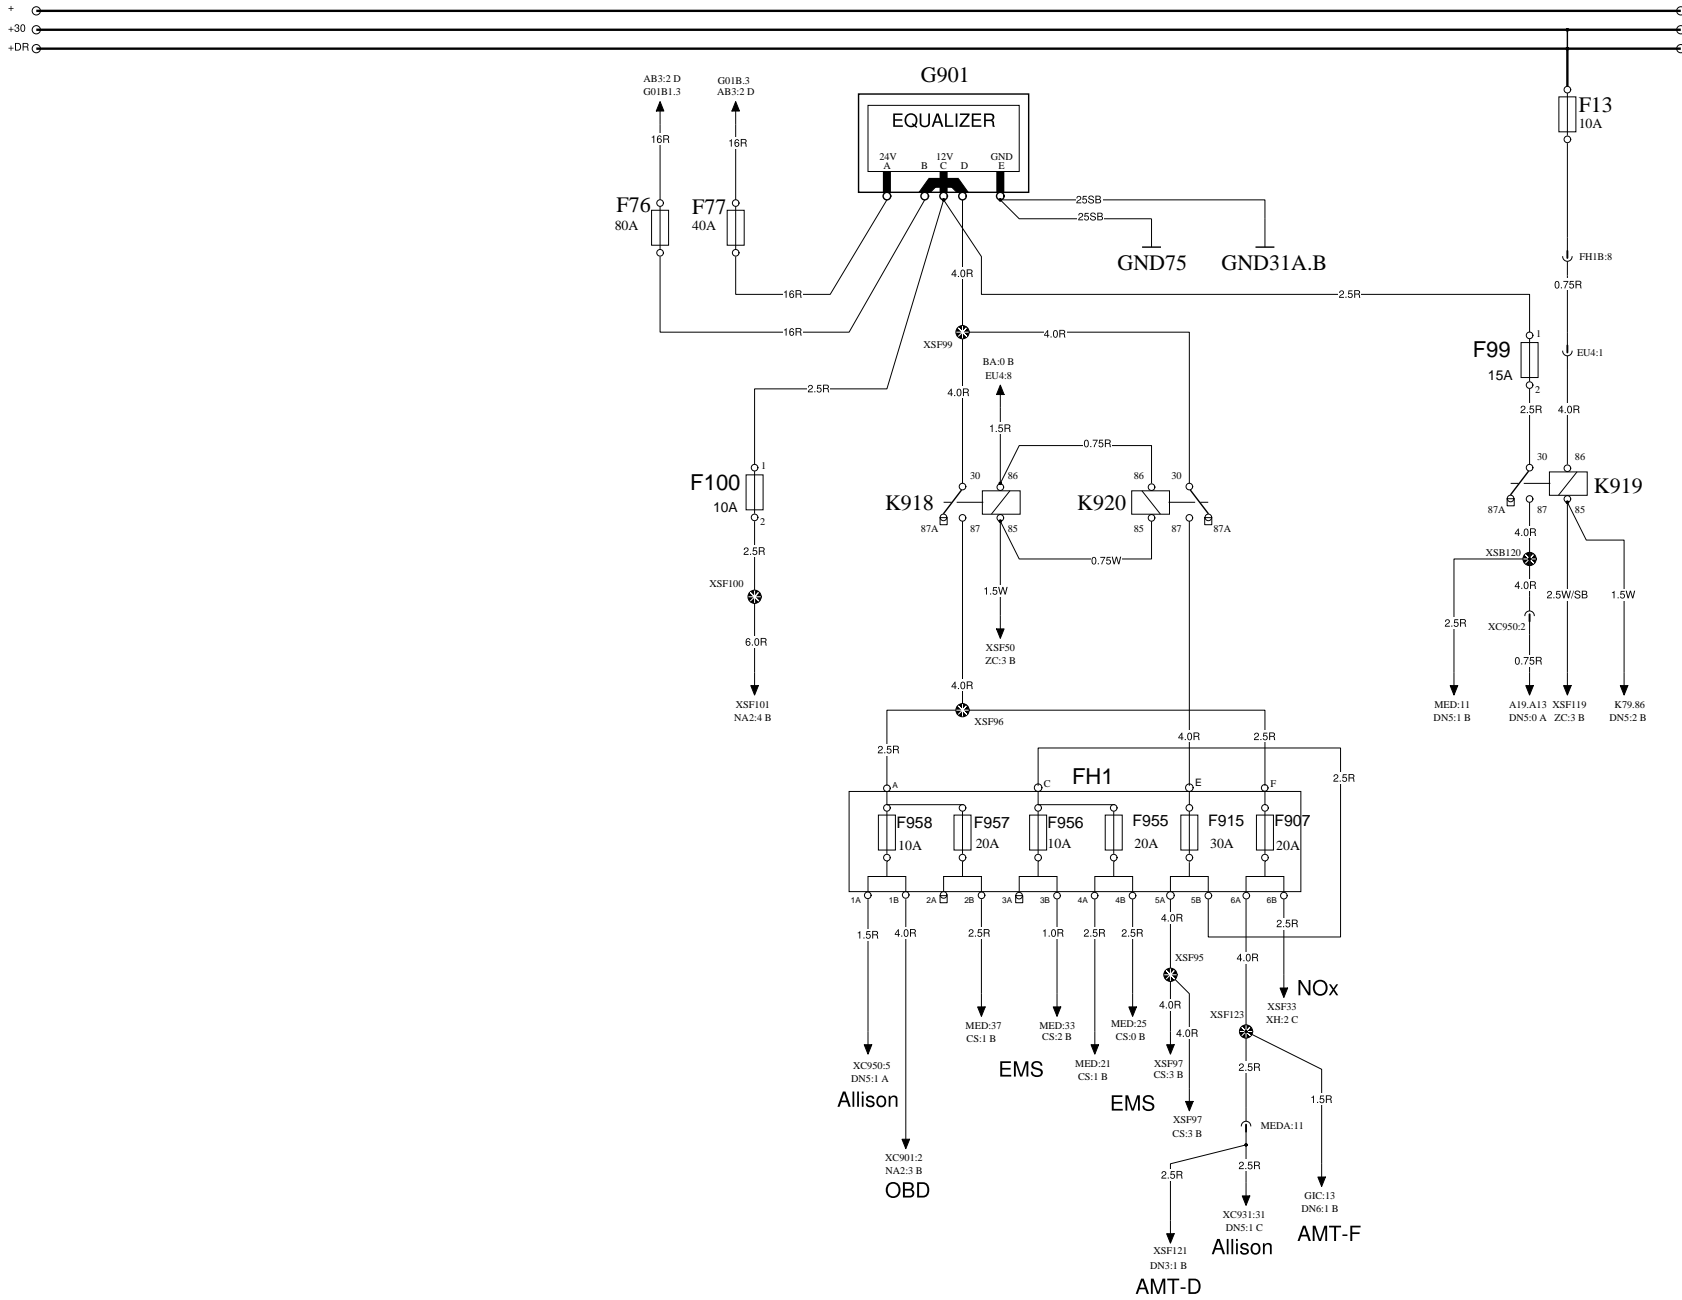 +
+30
+DR
G901
AB3:2 D
G01B1.3
G01B.3
AB3:2 D
EQUALIZER
24V
12V
GND
A
B
C
D
E
F13
10A
16R
16R
F76
80A
F77
40A
25SB
25SB
GND75
GND31A.B
FH1B:8
4.0R
0.75R
16R
2.5R
16R
4.0R
XSF99
1
F99
15A
2
EU4:1
BA:0 B
EU4:8
2.5R
4.0R
2.5R
4.0R
1.5R
0.75R
1
F100
10A
2
30
86
K918
87A
87
85
86
30
K920
85
87
87A
30
86
K919
87A
87
85
4.0R
2.5R
0.75W
XSB120
XSF100
4.0R
1.5W
2.5W/SB
1.5W
2.5R
XC950:2
6.0R
XSF50
ZC:3 B
0.75R
4.0R
XSF101
NA2:4 B
MED:11
DN5:1 B
A19.A13
DN5:0 A
XSF119
ZC:3 B
K79.86
DN5:2 B
XSF96
2.5R
4.0R
2.5R
2.5R
FH1
A
C
E
F
F958
10A
F957
20A
F956
10A
F955
20A
F915
30A
F907
20A
1A
1B
2A
2B
3A
3B
4A
4B
5A
5B
6A
6B
1.5R
4.0R
2.5R
1.0R
2.5R
2.5R
4.0R
2.5R
XSF95
4.0R
4.0R
4.0R
NOx
XSF33
XH:2 C
XSF123
MED:37
CS:1 B
MED:33
CS:2 B
MED:25
CS:0 B
EMS
MED:21
CS:1 B
XSF97
CS:3 B
XC950:5
DN5:1 A
Allison
2.5R
1.5R
EMS
XSF97
CS:3 B
MEDA:11
XC901:2
NA2:3 B
OBD
2.5R
2.5R
GIC:13
DN6:1 B
AMT-F
XC931:31
DN5:1 C
Allison
XSF121
DN3:1 B
AMT-D